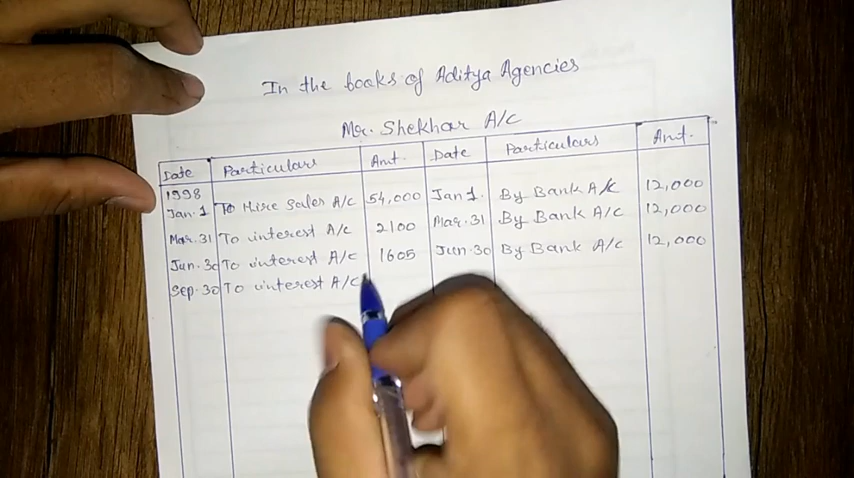 In the books of Aditya Agencies
Mr. Shekhar A/C
Date Particulars Amt. Date Particulars Amt.
1998
Jan. 1 To Hire Sales A/C 54,000 Jan 1. By Bank A/C 12,000
Mar. 31 To interest A/C 2100 Mar. 31 By Bank A/C 12,000
Jun. 30 To interest A/C 1605 Jun. 30 By Bank A/C 12,000
Sep. 30 To interest A/C